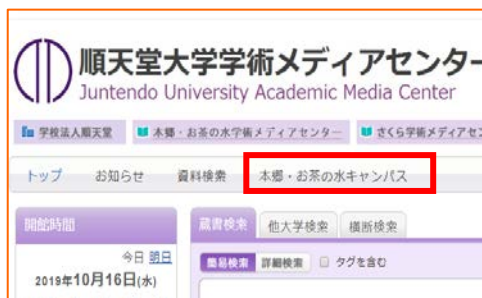 順天堂大学学術メディアセンター
Juntendo University Academic Media Center
学校法人順天堂 本郷・お茶の水学術メディアセンター さくら学術メディアセン
トップ お知らせ 資料検索 本郷・お茶の水キャンパス
開館時間 蔵書検索 他大学検索 横断検索
今日 明日 簡易検索 詳細検索 タグを含む
2019年10月16日(水)